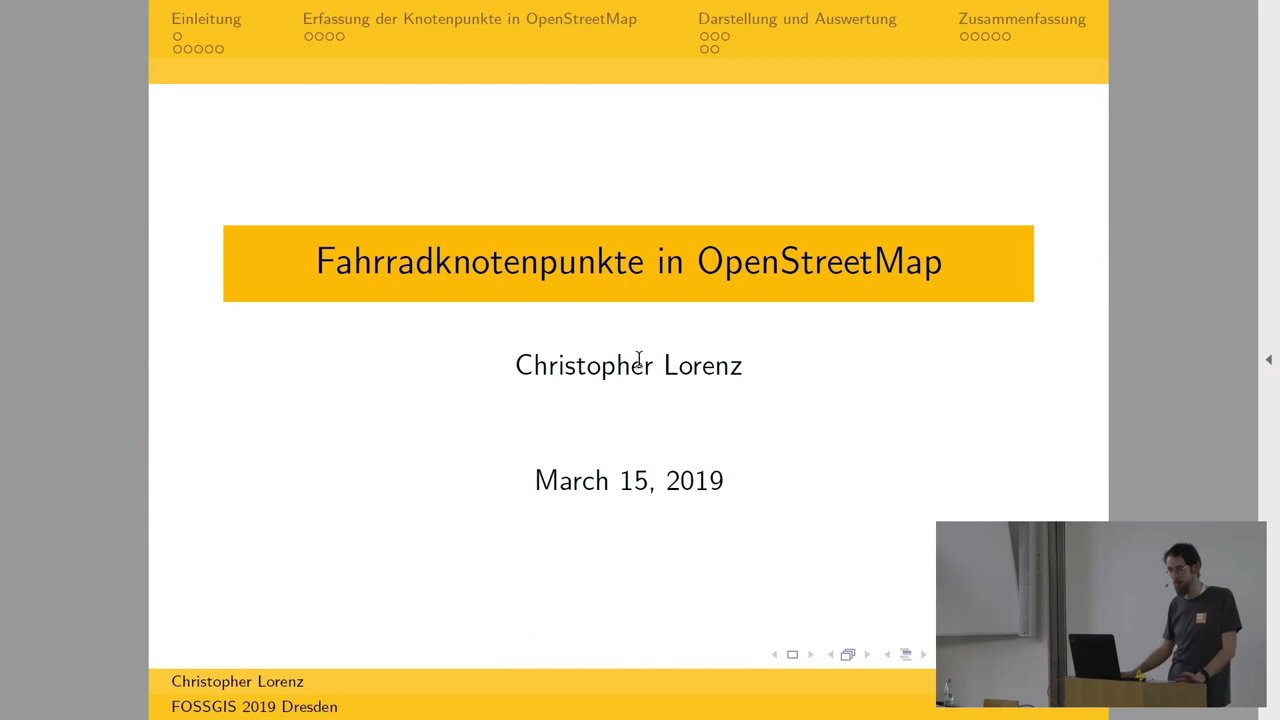 Einleitung
Erfassung der Knotenpunkte in OpenStreetMap
Darstellung und Auswertung
Zusammenfassung
Fahrradknotenpunkte in OpenStreetMap
Christopher Lorenz
March 15, 2019
Christopher Lorenz
FOSSGIS 2019 Dresden